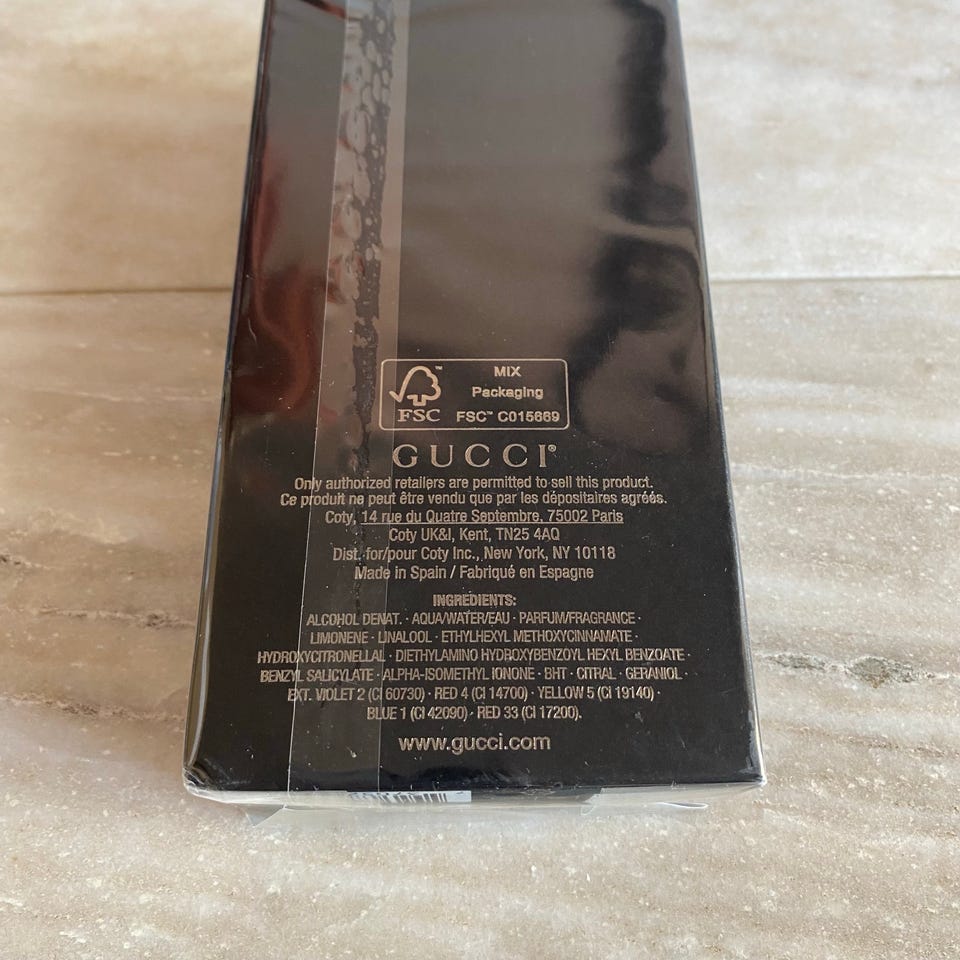 MIX
Packaging
FSC FSC™ C015669
GUCCI®
Only authorized retailers are permitted to sell this product.
Ce produit ne peut être vendu que par les dépositaires agréés.
Coty, 14 rue du Quatre Septembre, 75002 Paris
Coty UK&I, Kent, TN25 4AQ
Dist. for/pour Coty Inc., New York, NY 10118
Made in Spain / Fabriqué en Espagne
INGREDIENTS:
ALCOHOL DENAT. · AQUA/WATER/EAU · PARFUM/FRAGRANCE ·
LIMONENE · LINALOOL · ETHYLHEXYL METHOXYCINNAMATE ·
HYDROXYCITRONELLAL · DIETHYLAMINO HYDROXYBENZOYL HEXYL BENZOATE ·
BENZYL SALICYLATE · ALPHA-ISOMETHYL IONONE · BHT · CITRAL · GERANIOL ·
EXT. VIOLET 2 (CI 60730) · RED 4 (CI 14700) · YELLOW 5 (CI 19140) ·
BLUE 1 (CI 42090) · RED 33 (CI 17200).
www.gucci.com